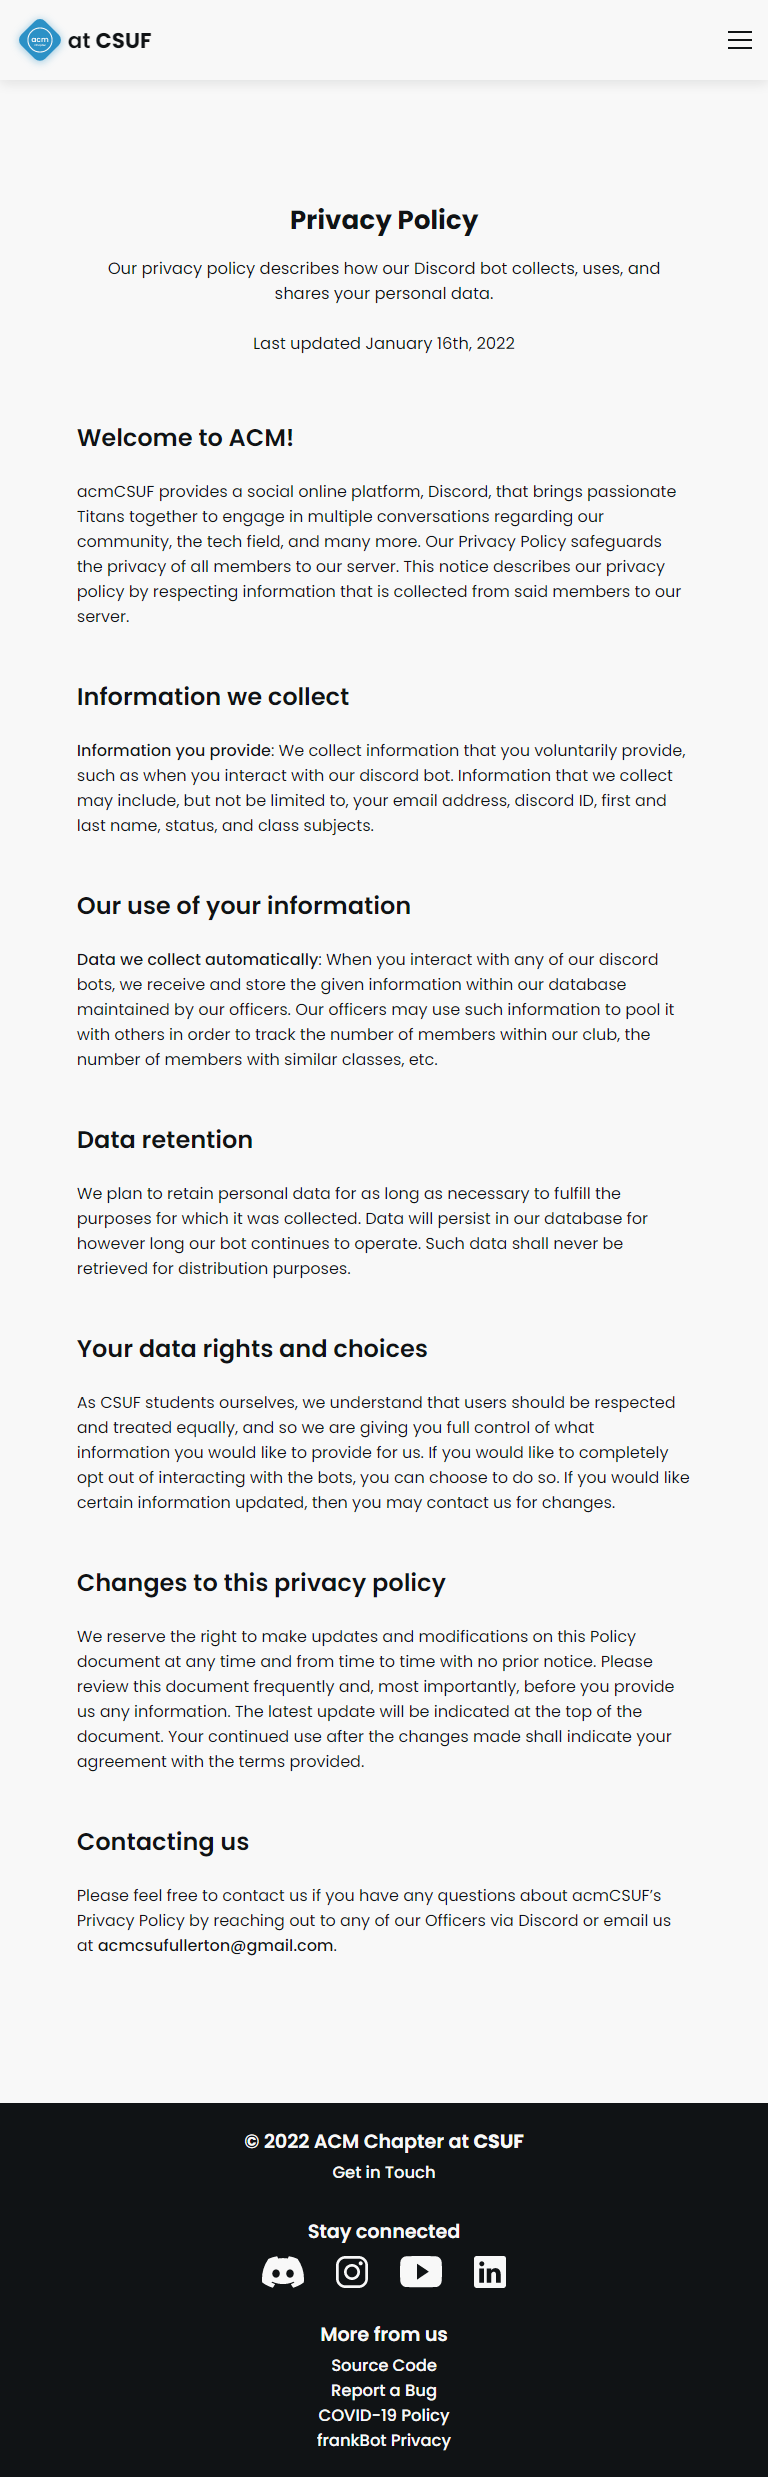 acm
at CSUF
Privacy Policy
Our privacy policy describes how our Discord bot collects, uses, and
shares your personal data.
Last updated January 16th, 2022
Welcome to ACM!
acmCSUF provides a social online platform, Discord, that brings passionate
Titans together to engage in multiple conversations regarding our
community, the tech field, and many more. Our Privacy Policy safeguards
the privacy of all members to our server. This notice describes our privacy
policy by respecting information that is collected from said members to our
server.
Information we collect
Information you provide: We collect information that you voluntarily provide,
such as when you interact with our discord bot. Information that we collect
may include, but not be limited to, your email address, discord ID, first and
last name, status, and class subjects.
Our use of your information
Data we collect automatically: When you interact with any of our discord
bots, we receive and store the given information within our database
maintained by our officers. Our officers may use such information to pool it
with others in order to track the number of members within our club, the
number of members with similar classes, etc.
Data retention
We plan to retain personal data for as long as necessary to fulfill the
purposes for which it was collected. Data will persist in our database for
however long our bot continues to operate. Such data shall never be
retrieved for distribution purposes.
Your data rights and choices
As CSUF students ourselves, we understand that users should be respected
and treated equally, and so we are giving you full control of what
information you would like to provide for us. If you would like to completely
opt out of interacting with the bots, you can choose to do so. If you would like
certain information updated, then you may contact us for changes.
Changes to this privacy policy
We reserve the right to make updates and modifications on this Policy
document at any time and from time to time with no prior notice. Please
review this document frequently and, most importantly, before you provide
us any information. The latest update will be indicated at the top of the
document. Your continued use after the changes made shall indicate your
agreement with the terms provided.
Contacting us
Please feel free to contact us if you have any questions about acmCSUF’s
Privacy Policy by reaching out to any of our Officers via Discord or email us
at acmcsufullerton@gmail.com.
© 2022 ACM Chapter at CSUF
Get in Touch
Stay connected
in
More from us
Source Code
Report a Bug
COVID-19 Policy
frankBot Privacy